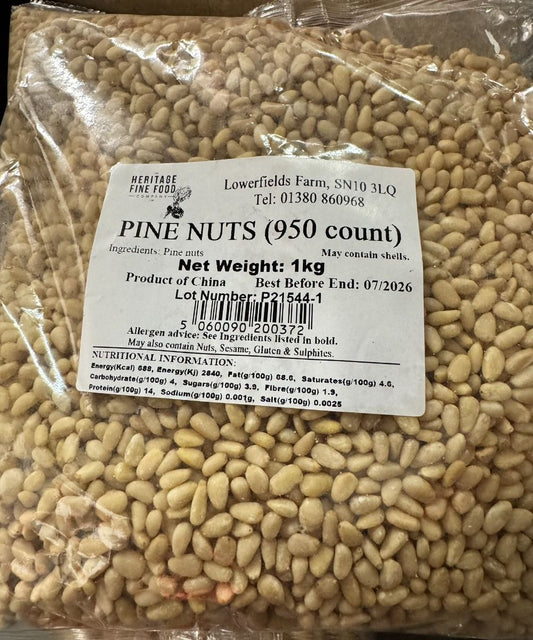 HERITAGE
FINE FOOD
COMPANY
Lowerfields Farm, SN10 3LQ
Tel: 01380 860968
PINE NUTS (950 count)
Ingredients: Pine nuts
May contain shells.
Net Weight: 1kg
Product of China Best Before End: 07/2026
Lot Number: P21544-1
5 060090 200372
Allergen advice: See Ingredients listed in bold.
May also contain Nuts, Sesame, Gluten & Sulphites.
NUTRITIONAL INFORMATION:
Energy(Kcal) 688, Energy(Kj) 2840, Fat(g/100g) 68.6, Saturates(g/100g) 4.6,
Carbohydrate(g/100g) 4, Sugars(g/100g) 3.9, Fibre(g/100g) 1.9,
Protein(g/100g) 14, Sodium(g/100g) 0.001g, Salt(g/100g) 0.0025